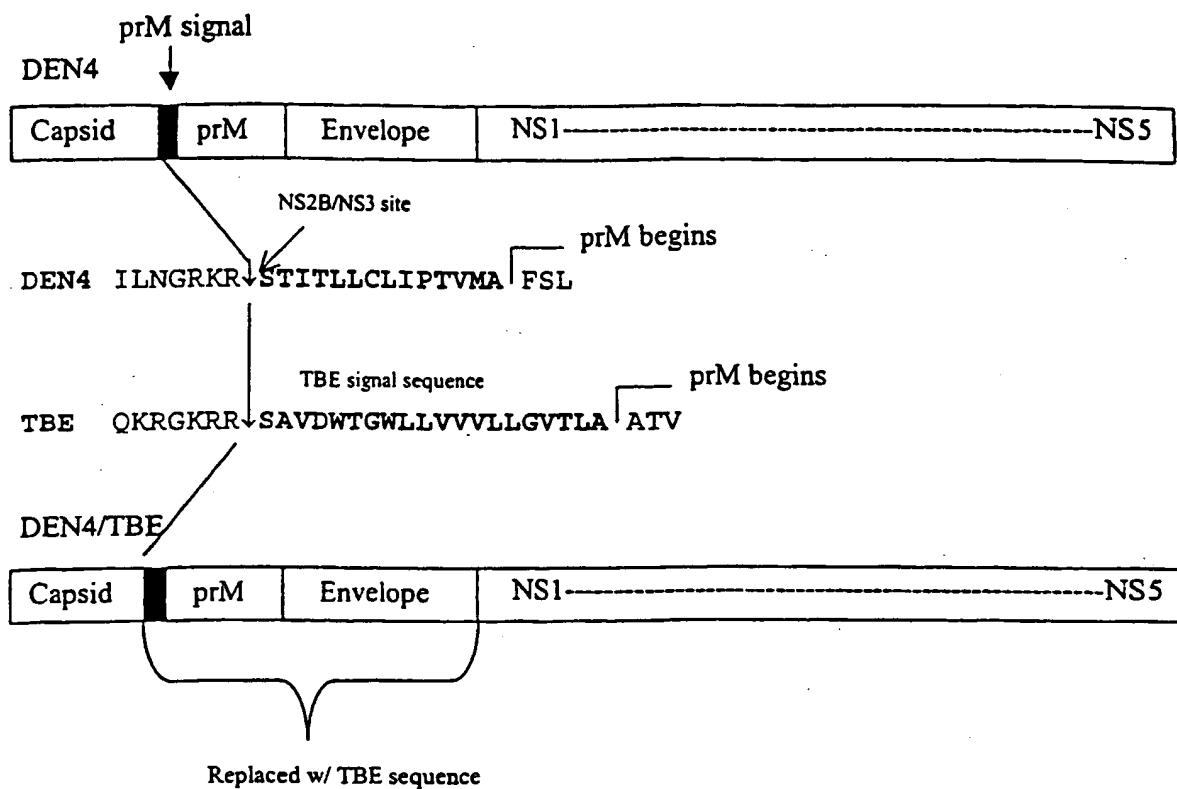 prM signal
DEN4
Capsid prM Envelope NS1--------------------NS5
NS2B/NS3 site
prM begins
DEN4 ILNGRKR↓STITLLCLIPTVMA FSL
TBE signal sequence
prM begins
TBE QKRGKRR↓SAVDWTGWLLVVVLLGVTLA ATV
DEN4/TBE
Capsid prM Envelope NS1--------------------NS5
Replaced w/ TBE sequence